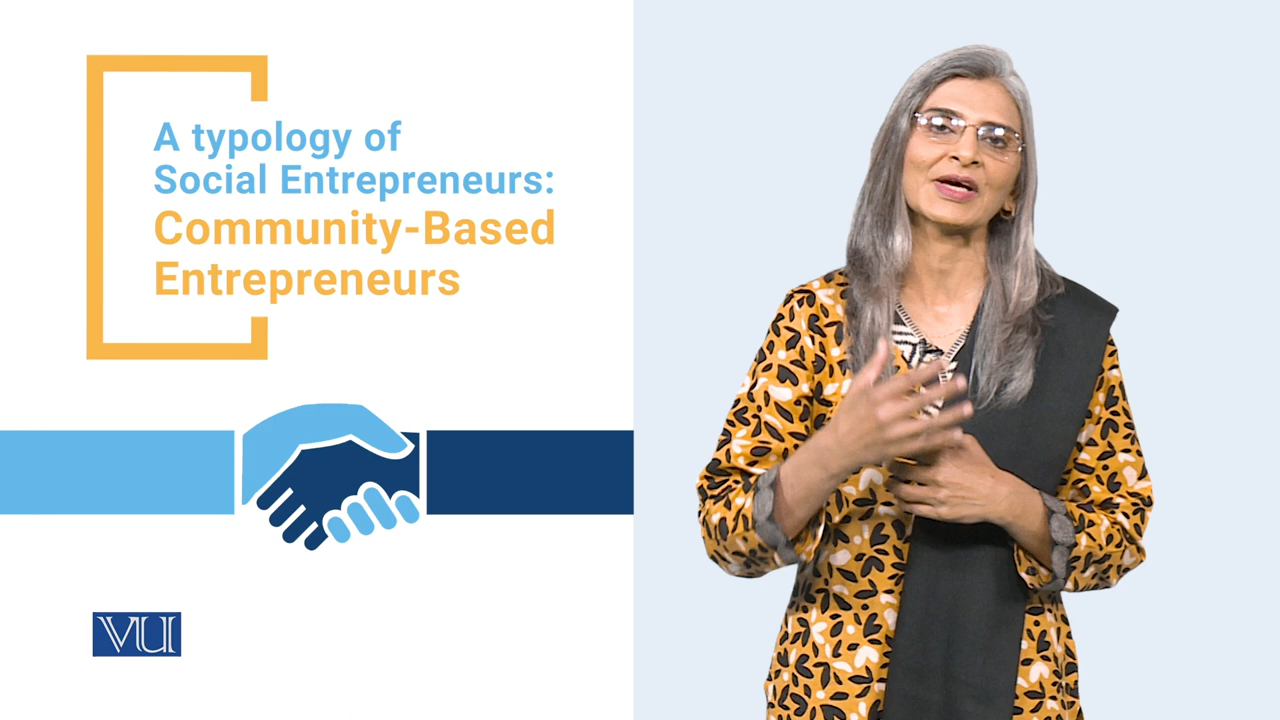 A typology of
Social Entrepreneurs:
Community-Based
Entrepreneurs
VU